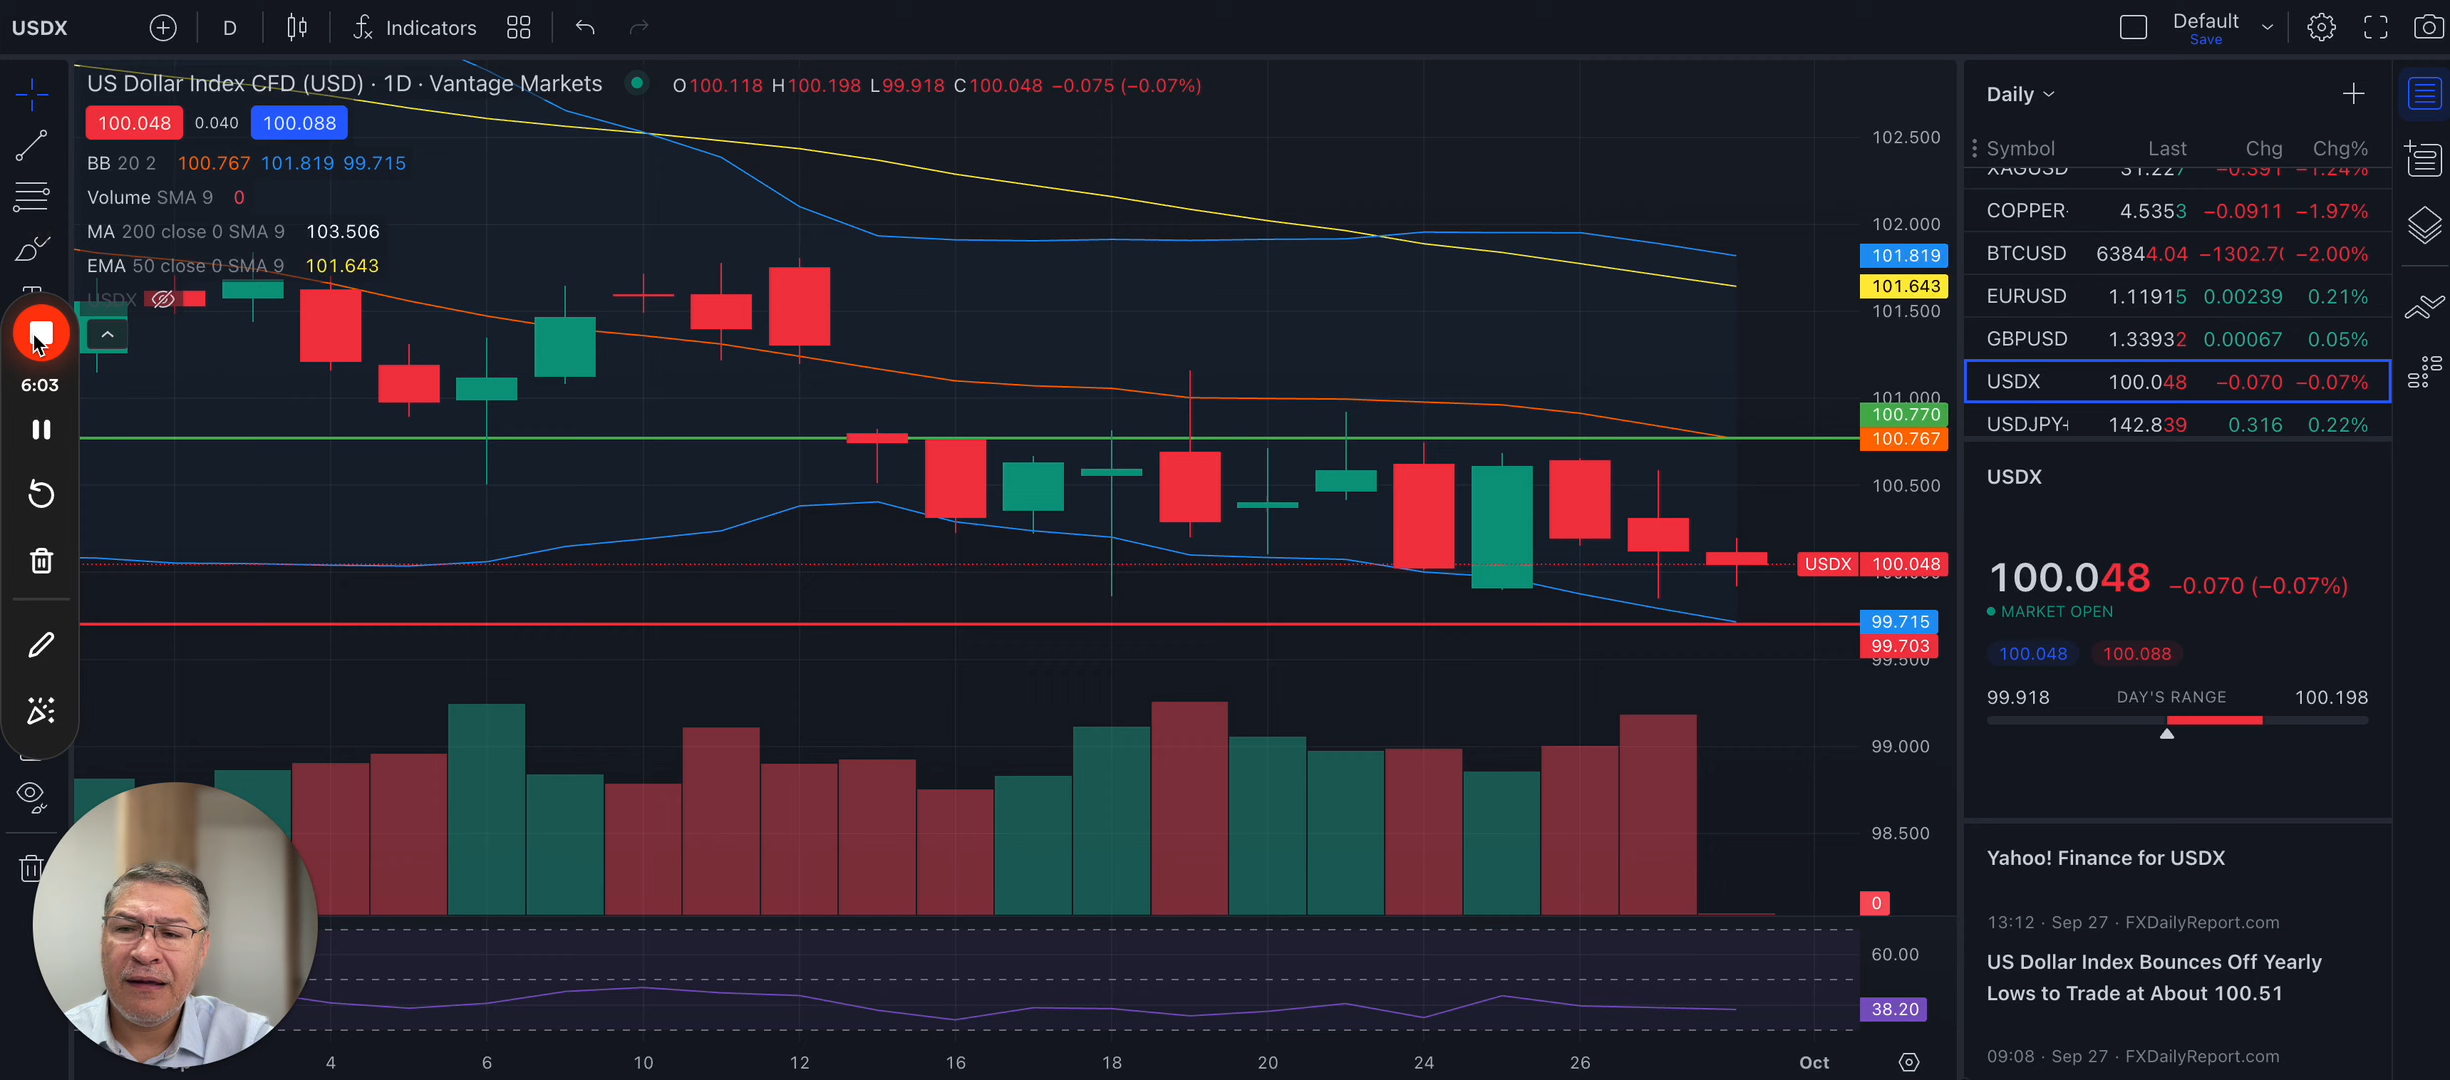 USDX
D
Indicators
Default
Save
US Dollar Index CFD (USD) · 1D · Vantage Markets
O100.118 H100.198 L99.918 C100.048 −0.075 (−0.07%)
100.048 0.040 100.088
BB 20 2 100.767 101.819 99.715
Volume SMA 9 0
MA 200 close 0 SMA 9 103.506
EMA 50 close 0 SMA 9 101.643
USDX
6:03
102.500
102.000
101.819
101.643
101.500
101.000
100.770
100.767
100.500
USDX 100.048
99.715
99.703
99.500
99.000
98.500
0
60.00
38.20
4 6 10 12 16 18 20 24 26 Oct
Daily
Symbol Last Chg Chg%
XAGUSD 31.227 −0.391 −1.24%
COPPER- 4.5353 −0.0911 −1.97%
BTCUSD 63844.04 −1302.7( −2.00%
EURUSD 1.11915 0.00239 0.21%
GBPUSD 1.33932 0.00067 0.05%
USDX 100.048 −0.070 −0.07%
USDJPY 142.839 0.316 0.22%
USDX
100.048 −0.070 (−0.07%)
MARKET OPEN
100.048 100.088
99.918 DAY'S RANGE 100.198
Yahoo! Finance for USDX
13:12 · Sep 27 · FXDailyReport.com
US Dollar Index Bounces Off Yearly
Lows to Trade at About 100.51
09:08 · Sep 27 · FXDailyReport.com